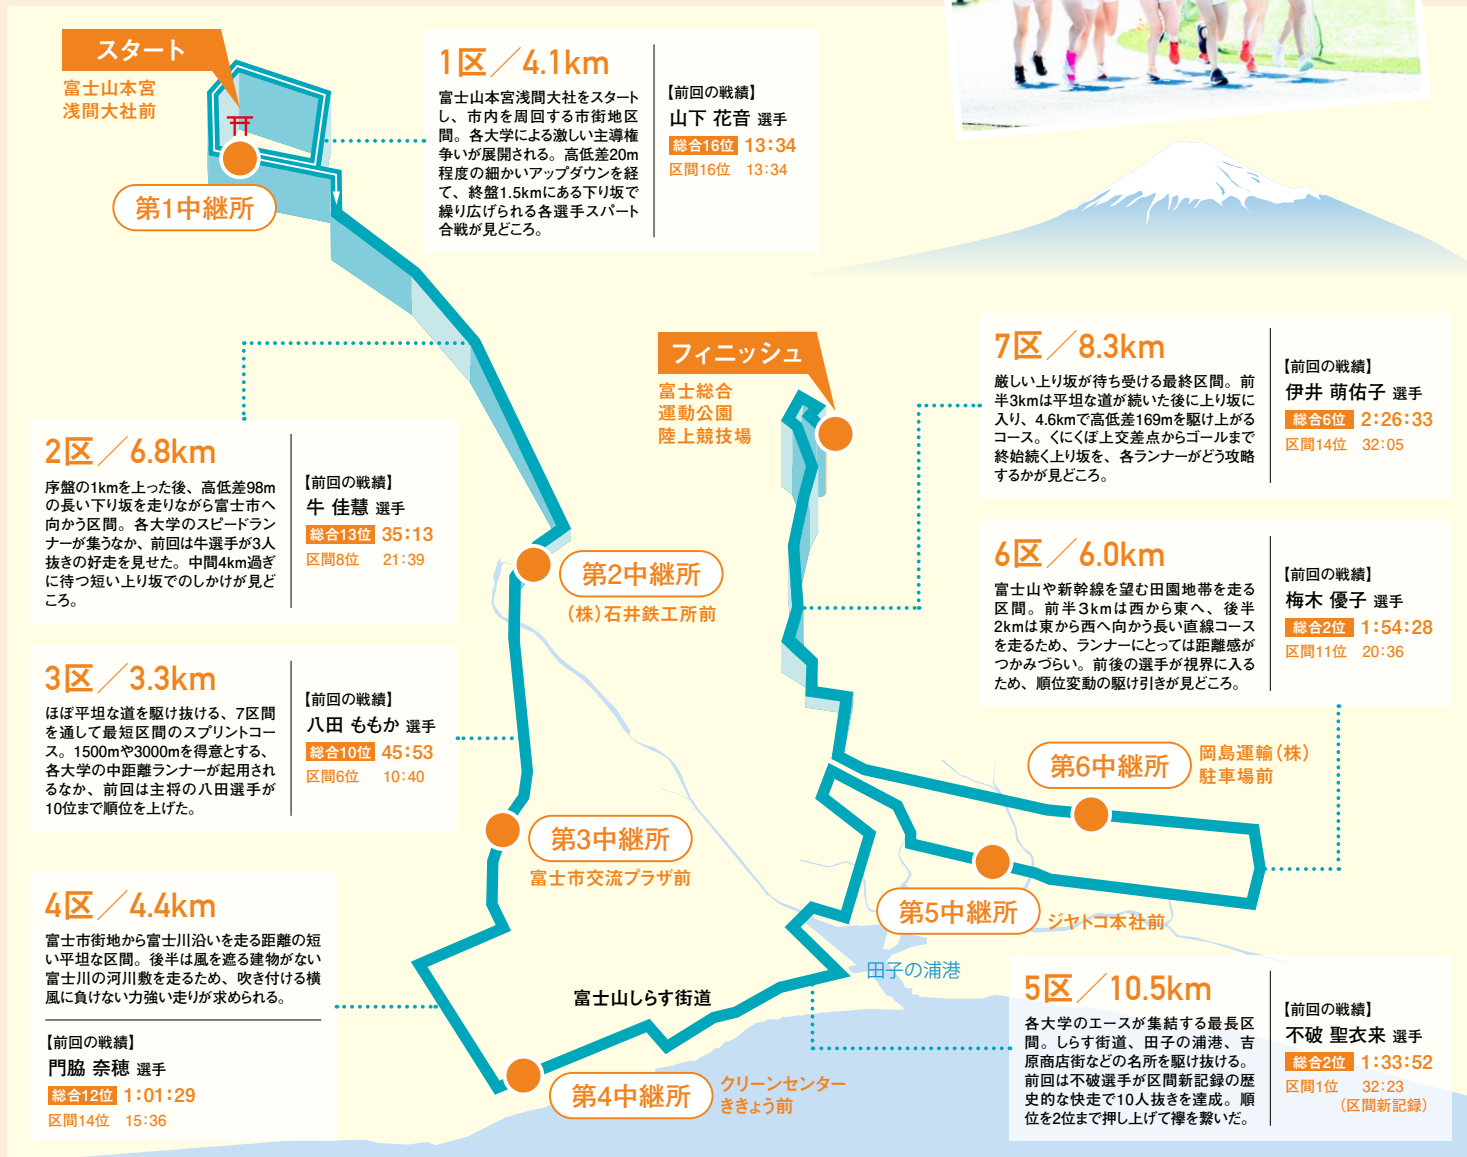 スタート
富士山本宮
浅間大社前
第1中継所
1区／4.1km
富士山本宮浅間大社をスタート
し、市内を周回する市街地区
間。各大学による激しい主導権
争いが展開される。高低差20m
程度の細かいアップダウンを経
て、終盤1.5kmにある下り坂で
繰り広げられる各選手スパート
合戦が見どころ。
【前回の戦績】
山下 花音 選手
総合16位 13:34
区間16位 13:34
2区／6.8km
序盤の1kmを上った後、高低差98m
の長い下り坂を走りながら富士市へ
向かう区間。各大学のスピードラン
ナーが集うなか、前回は牛選手が3人
抜きの好走を見せた。中間4km過ぎ
に待つ短い上り坂でのしかけが見ど
ころ。
【前回の戦績】
牛 佳慧 選手
総合13位 35:13
区間8位 21:39
第2中継所
（株）石井鉄工所前
3区／3.3km
ほぼ平坦な道を駆け抜ける、7区間
を通して最短区間のスプリントコー
ス。1500mや3000mを得意とする、
各大学の中距離ランナーが起用され
るなか、前回は主将の八田選手が
10位まで順位を上げた。
【前回の戦績】
八田 ももか 選手
総合10位 45:53
区間6位 10:40
第3中継所
富士市交流プラザ前
4区／4.4km
富士市街地から富士川沿いを走る距離の短
い平坦な区間。後半は風を遮る建物がない
富士川の河川敷を走るため、吹き付ける横
風に負けない力強い走りが求められる。
【前回の戦績】
門脇 奈穂 選手
総合12位 1:01:29
区間14位 15:36
第4中継所
クリーンセンター
ききょう前
富士山しらす街道
田子の浦港
5区／10.5km
各大学のエースが集結する最長区
間。しらす街道、田子の浦港、吉
原商店街などの名所を駆け抜ける。
前回は不破選手が区間新記録の歴
史的な快走で10人抜きを達成。順
位を2位まで押し上げて襷を繋いだ。
【前回の戦績】
不破 聖衣来 選手
総合2位 1:33:52
区間1位 32:23
（区間新記録）
第5中継所
ジヤトコ本社前
6区／6.0km
富士山や新幹線を望む田園地帯を走る
区間。前半3kmは西から東へ、後半
2kmは東から西へ向かう長い直線コース
を走るため、ランナーにとっては距離感が
つかみづらい。前後の選手が視界に入る
ため、順位変動の駆け引きが見どころ。
【前回の戦績】
梅木 優子 選手
総合2位 1:54:28
区間11位 20:36
第6中継所
岡島運輸（株）
駐車場前
7区／8.3km
厳しい上り坂が待ち受ける最終区間。前
半3kmは平坦な道が続いた後に上り坂に
入り、4.6kmで高低差169mを駆け上がる
コース。くにくぼ上交差点からゴールまで
終始続く上り坂を、各ランナーがどう攻略
するかが見どころ。
【前回の戦績】
伊井 萌佑子 選手
総合6位 2:26:33
区間14位 32:05
フィニッシュ
富士総合
運動公園
陸上競技場